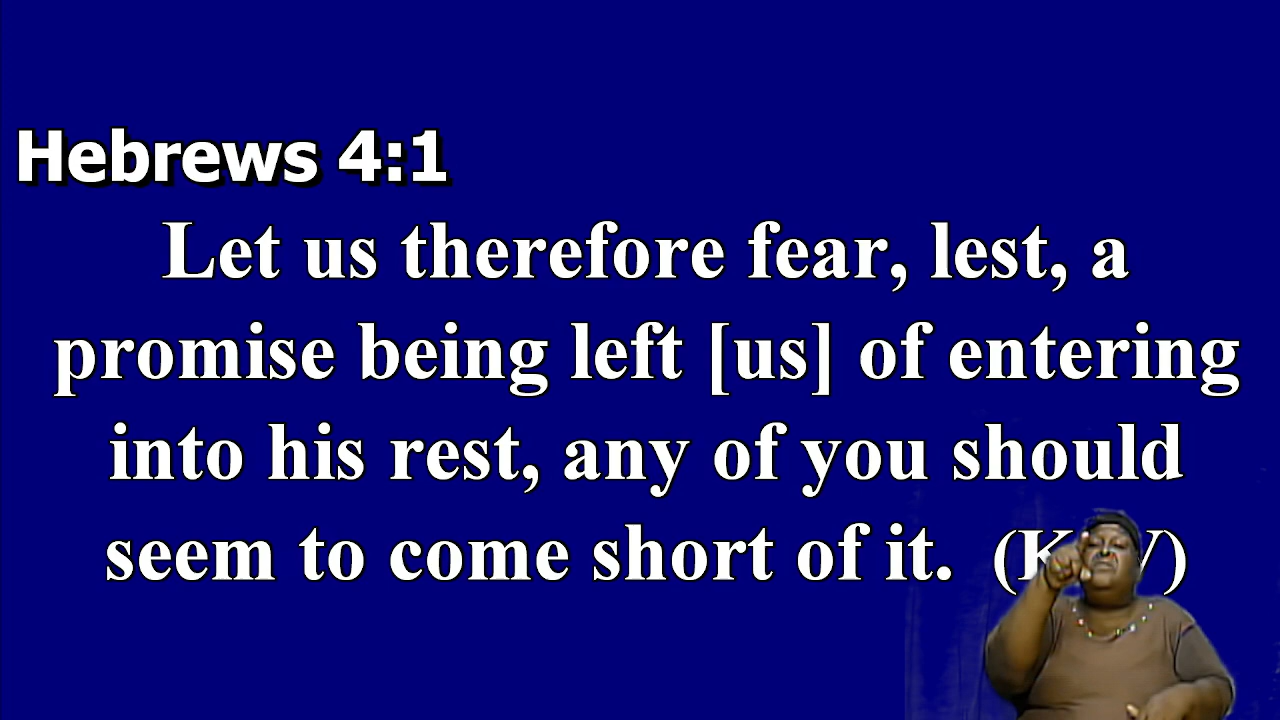 Hebrews 4:1
Let us therefore fear, lest, a
promise being left [us] of entering
into his rest, any of you should
seem to come short of it.